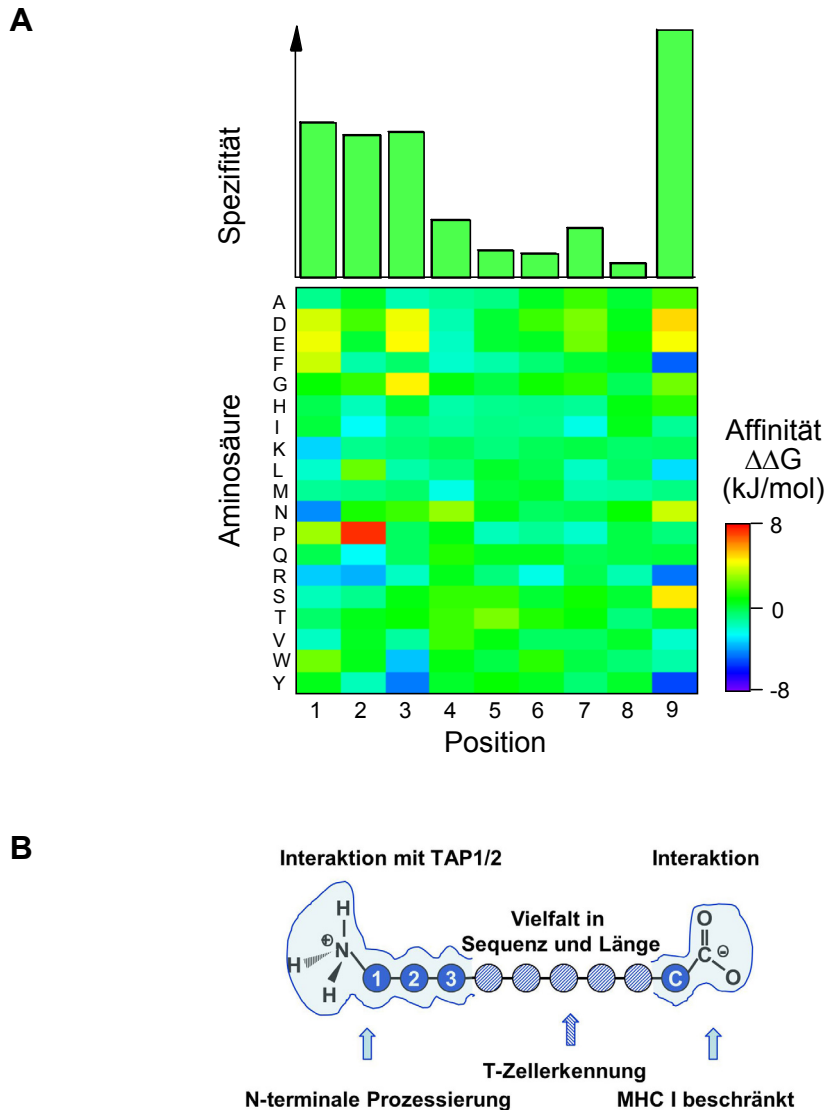 A
Spezifität
Aminosäure
A
D
E
F
G
H
I
K
L
M
N
P
Q
R
S
T
V
W
Y
1 2 3 4 5 6 7 8 9
Position
Affinität
ΔΔG
(kJ/mol)
8
0
-8
B
Interaktion mit TAP1/2
Interaktion
Vielfalt in
Sequenz und Länge
H
⊕
N
H
H
1 2 3
C
O
C
⊖
O
T-Zellerkennung
N-terminale Prozessierung
MHC I beschränkt